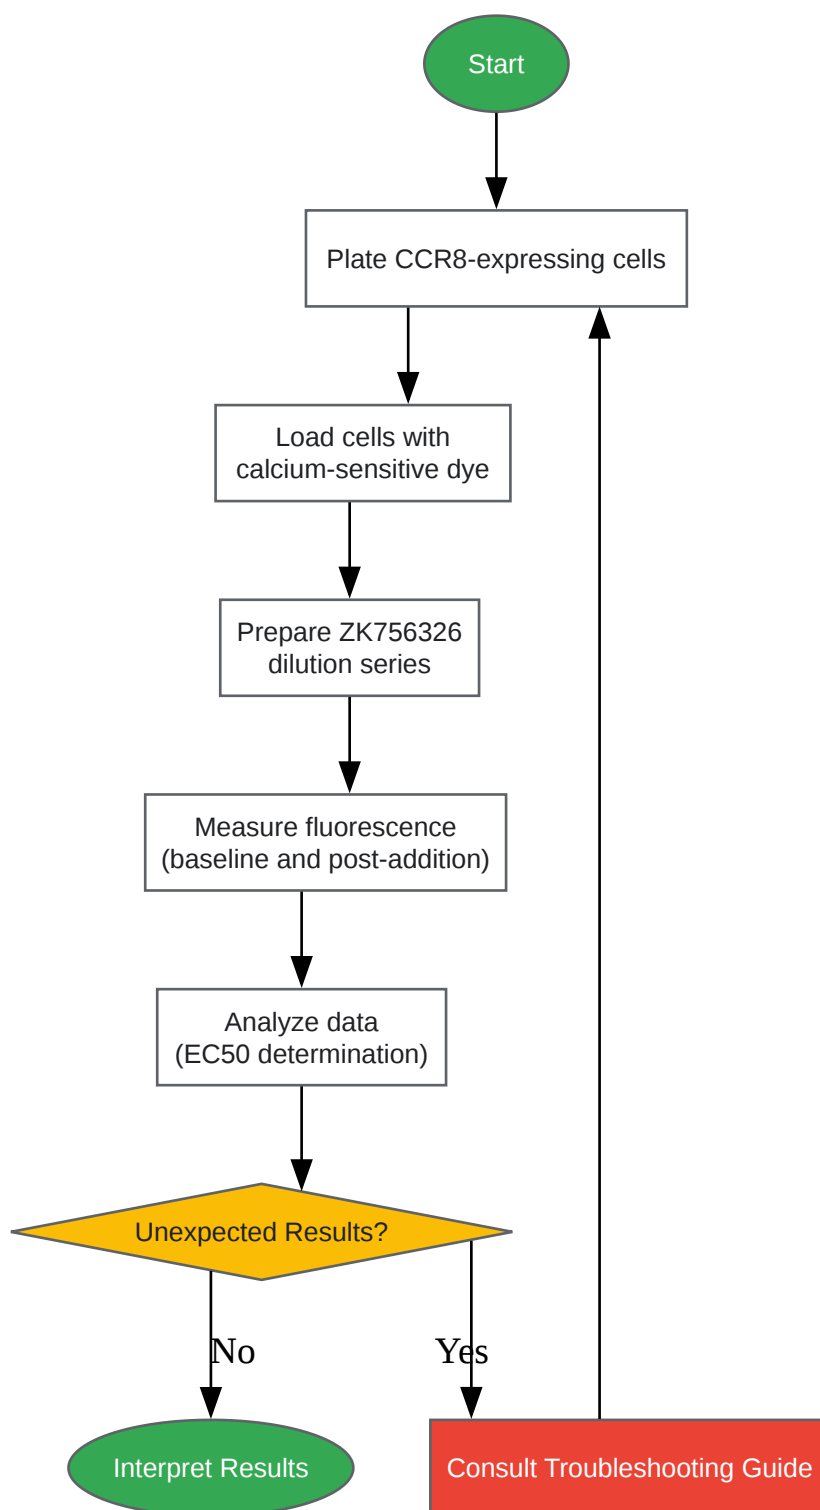 Start
Plate CCR8-expressing cells
Load cells with
calcium-sensitive dye
Prepare ZK756326
dilution series
Measure fluorescence
(baseline and post-addition)
Analyze data
(EC50 determination)
Unexpected Results?
No
Yes
Interpret Results
Consult Troubleshooting Guide